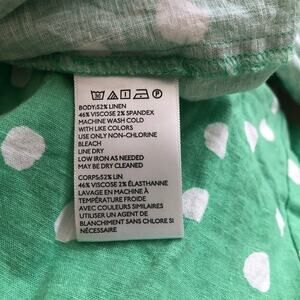 BODY:52% LINEN
46% VISCOSE 2% SPANDEX
MACHINE WASH COLD
WITH LIKE COLORS
USE ONLY NON-CHLORINE
BLEACH
LINE DRY
LOW IRON AS NEEDED
MAY BE DRY CLEANED
CORPS:52% LIN
46% VISCOSE 2% ÉLASTHANNE
LAVAGE EN MACHINE À
TEMPÉRATURE FROIDE
AVEC COULEURS SIMILAIRES
UTILISER UN AGENT DE
BLANCHIMENT SANS CHLORE SI
NÉCESSAIRE